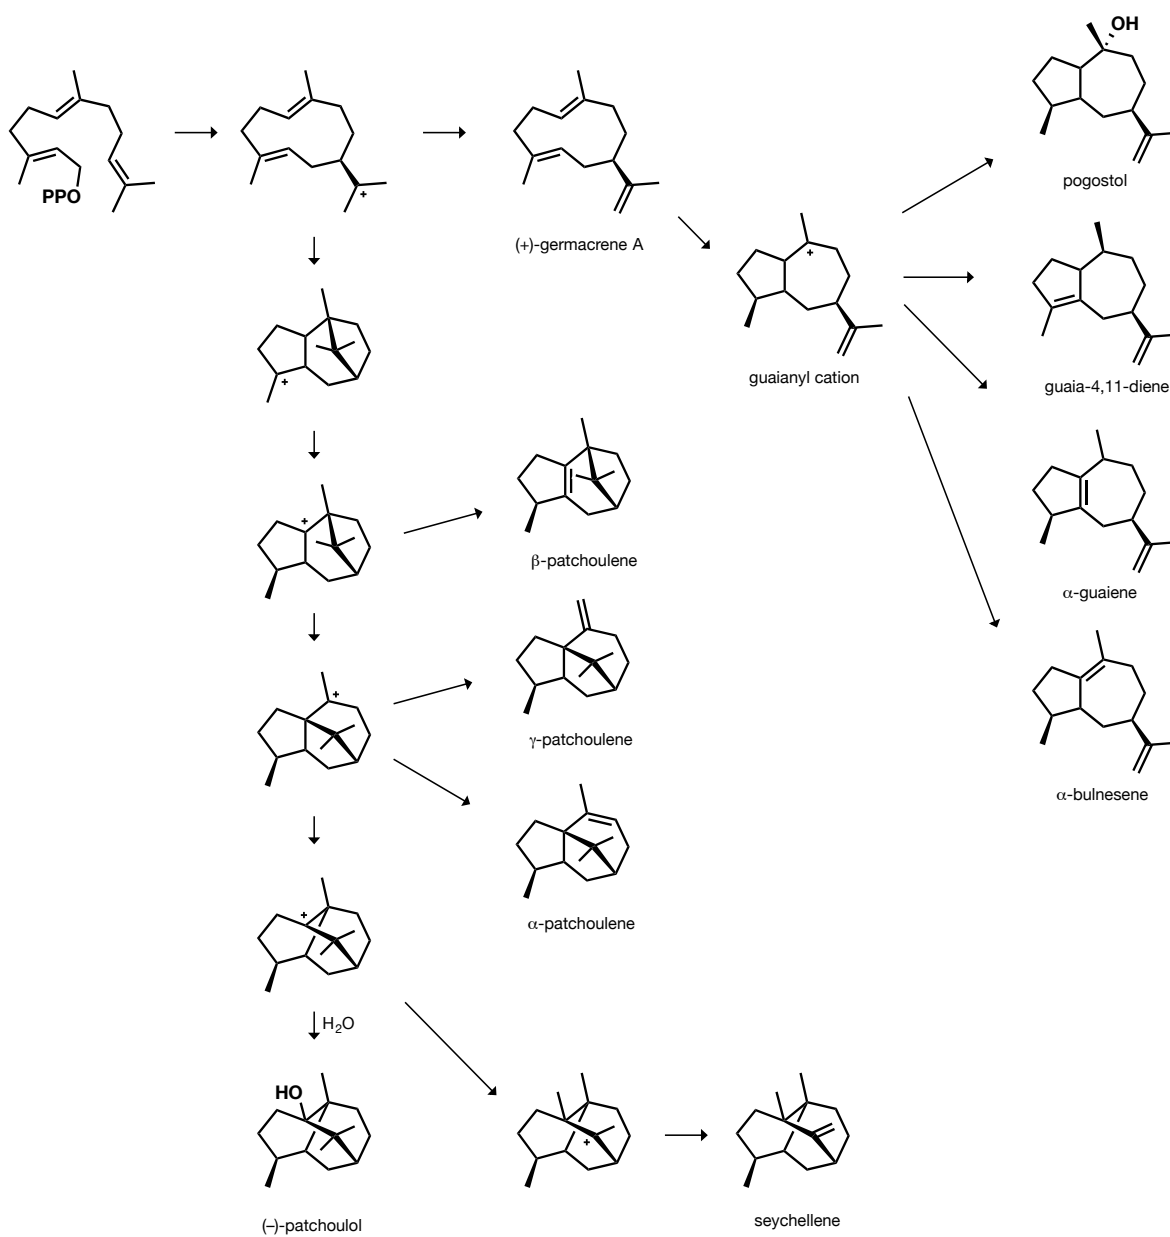 OH
pogostol
PPO
+
(+)-germacrene A
+
guaianyl cation
guaia-4,11-diene
+
+
β-patchoulene
α-guaiene
+
γ-patchoulene
α-bulnesene
α-patchoulene
+
H₂O
HO
+
(–)-patchoulol
seychellene